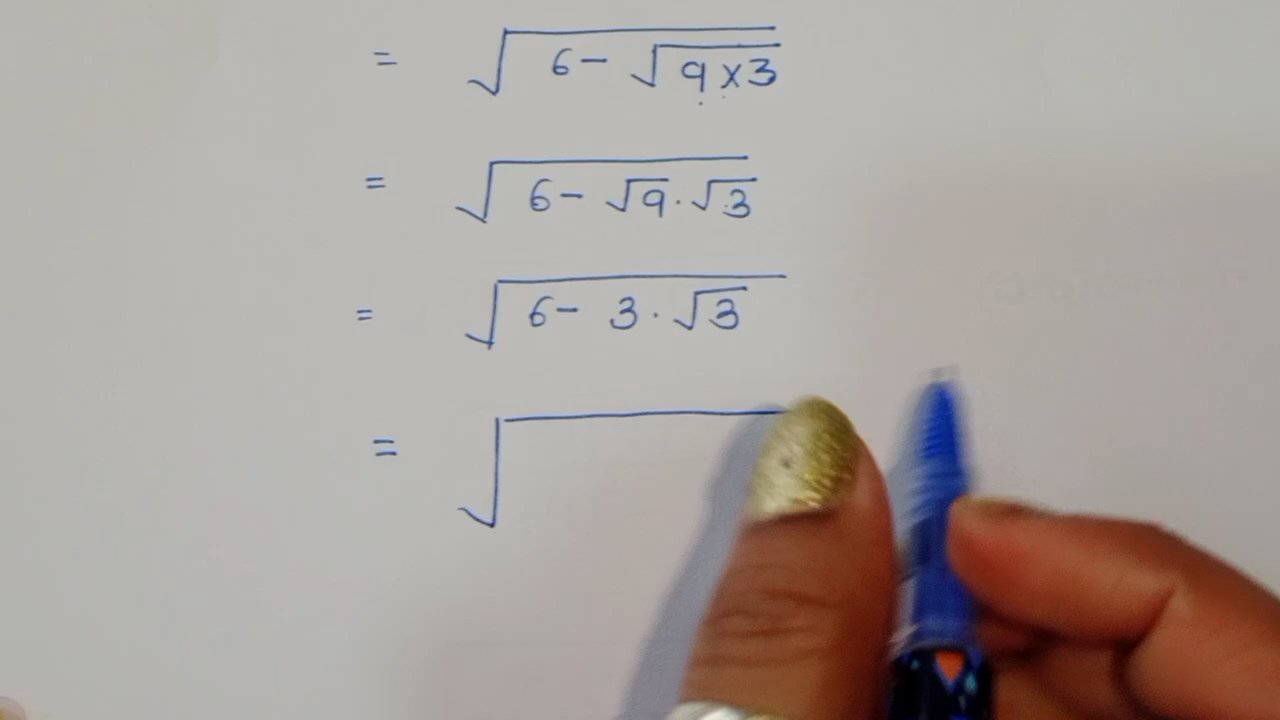 = √(6 - √(9 × 3))
= √(6 - √9 · √3)
= √(6 - 3 · √3)
= √